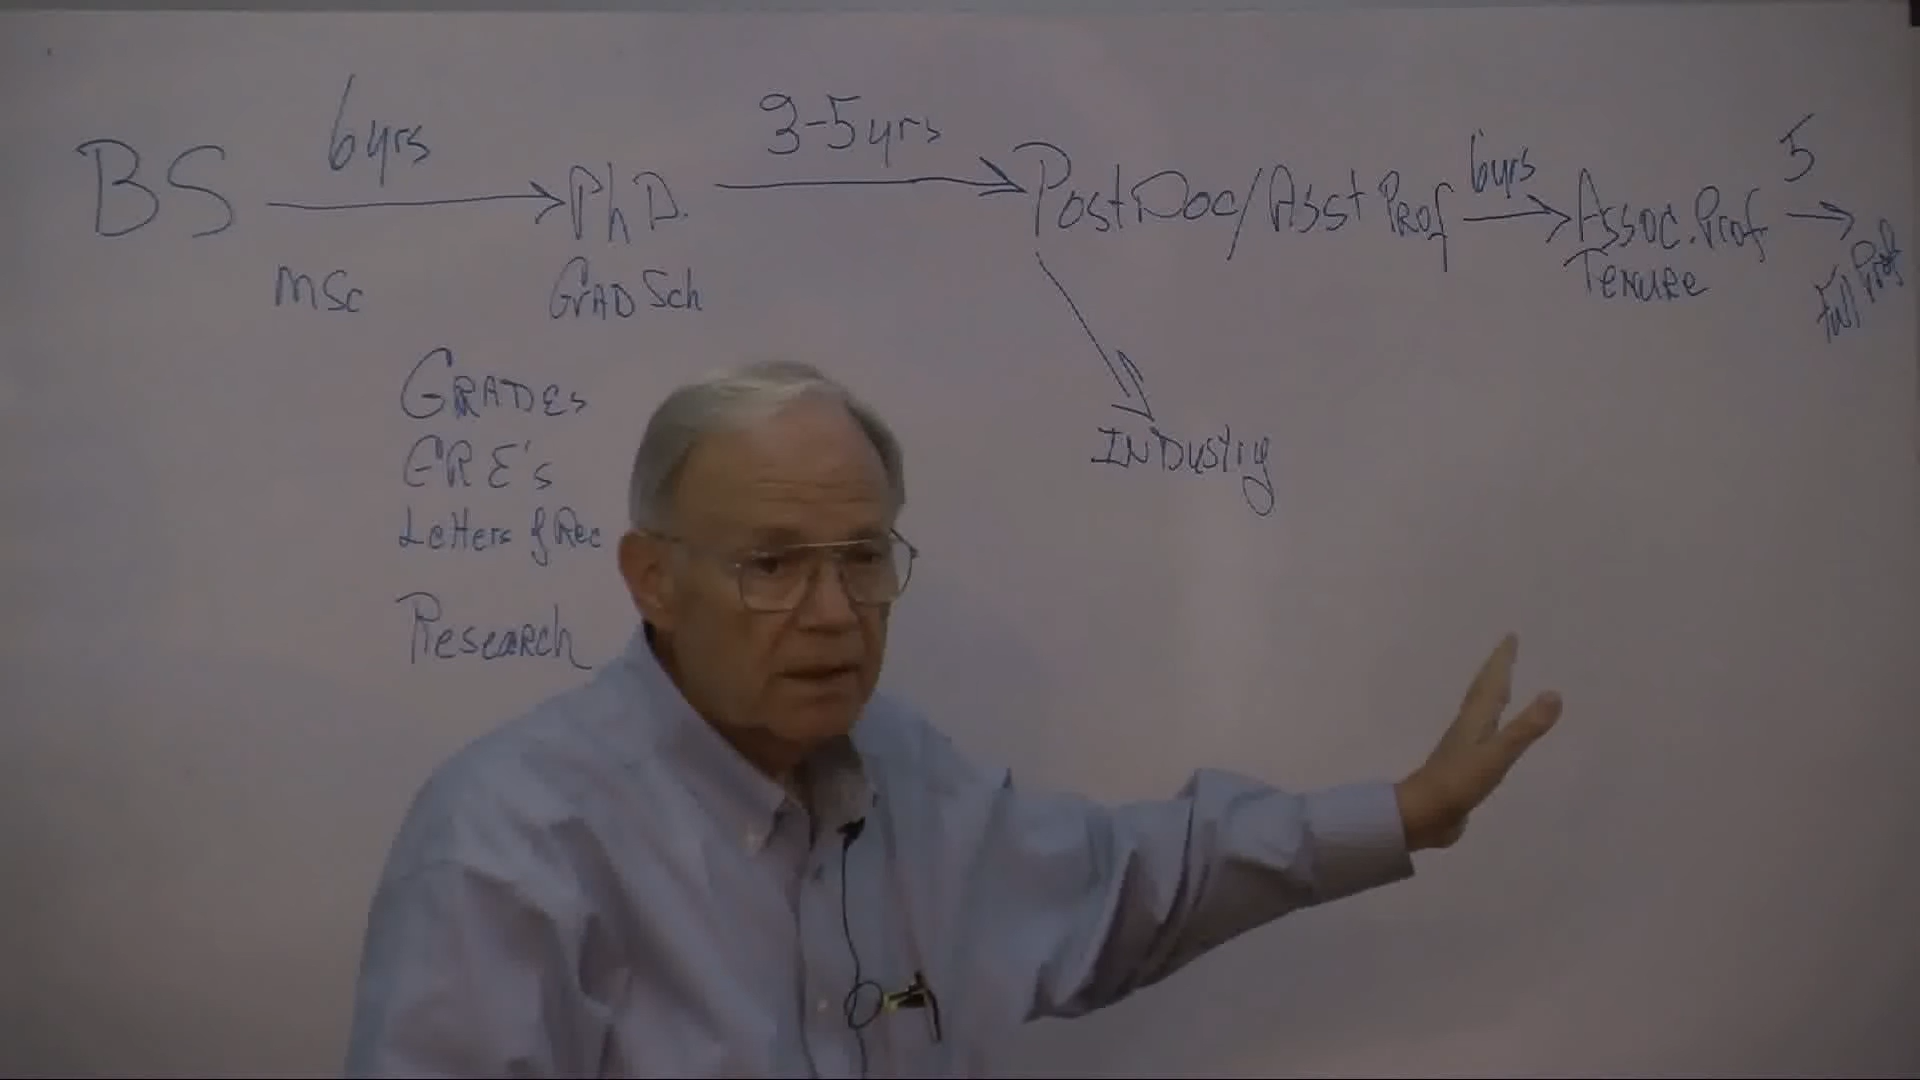 BS 6yrs PhD. 3-5yrs PostDoc/Asst Prof 6yrs Assoc. Prof 5
MSc GRAD Sch Tenure Full Prof
GRADES
GRE's
Letters of Rec
Research
INDustry